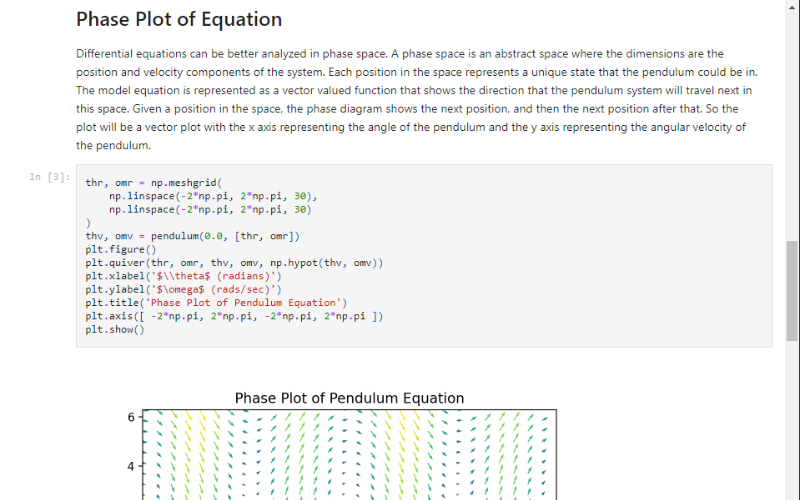 Phase Plot of Equation
Differential equations can be better analyzed in phase space. A phase space is an abstract space where the dimensions are the
position and velocity components of the system. Each position in the space represents a unique state that the pendulum could be in.
The model equation is represented as a vector valued function that shows the direction that the pendulum system will travel next in
this space. Given a position in the space, the phase diagram shows the next position, and then the next position after that. So the
plot will be a vector plot with the x axis representing the angle of the pendulum and the y axis representing the angular velocity of
the pendulum.
In [3]:
thr, omr = np.meshgrid(
    np.linspace(-2*np.pi, 2*np.pi, 30),
    np.linspace(-2*np.pi, 2*np.pi, 30)
)
thv, omv = pendulum(0.0, [thr, omr])
plt.figure()
plt.quiver(thr, omr, thv, omv, np.hypot(thv, omv))
plt.xlabel('$\\theta$ (radians)')
plt.ylabel('$\omega$ (rads/sec)')
plt.title('Phase Plot of Pendulum Equation')
plt.axis([ -2*np.pi, 2*np.pi, -2*np.pi, 2*np.pi ])
plt.show()
Phase Plot of Pendulum Equation
6
4